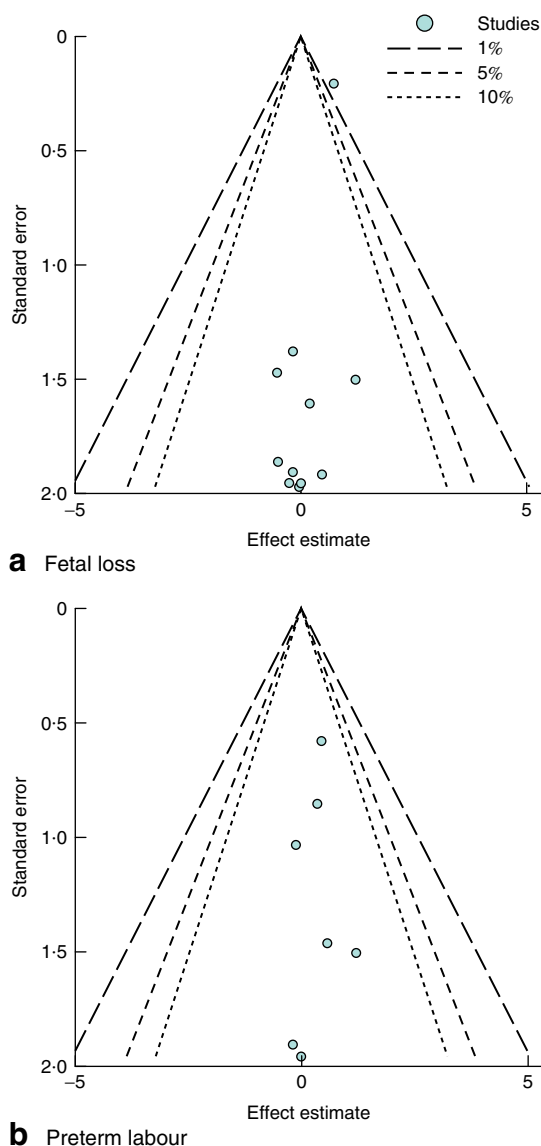 Studies
1%
5%
10%
0
0·5
1·0
1·5
2·0
Standard error
–5
0
5
Effect estimate
a Fetal loss
0
0·5
1·0
1·5
2·0
Standard error
–5
0
5
Effect estimate
b Preterm labour